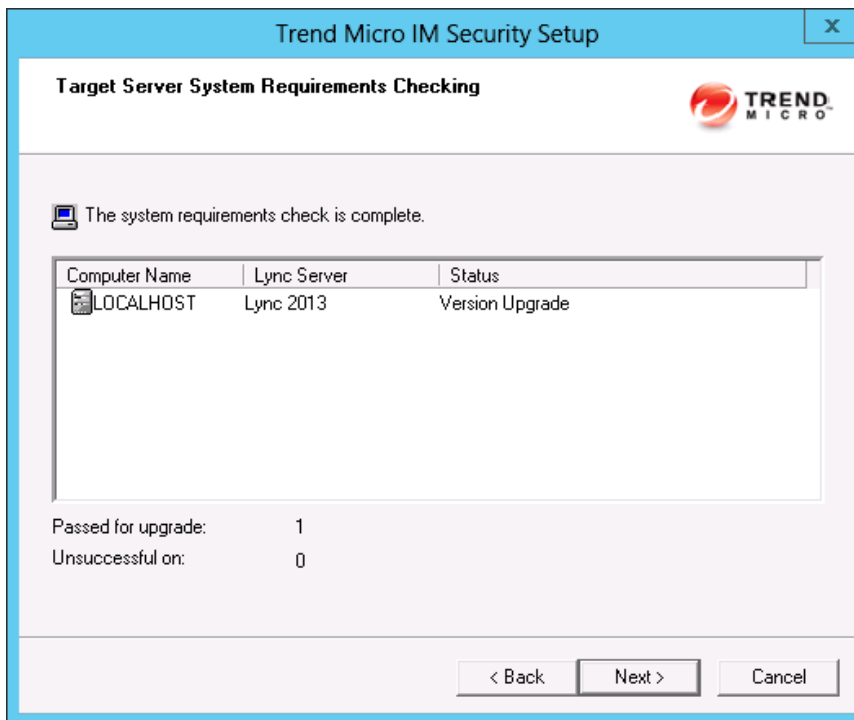 Trend Micro IM Security Setup
x
Target Server System Requirements Checking
TREND
MICRO
The system requirements check is complete.
Computer Name Lync Server Status
LOCALHOST Lync 2013 Version Upgrade
Passed for upgrade: 1
Unsuccessful on: 0
< Back Next > Cancel